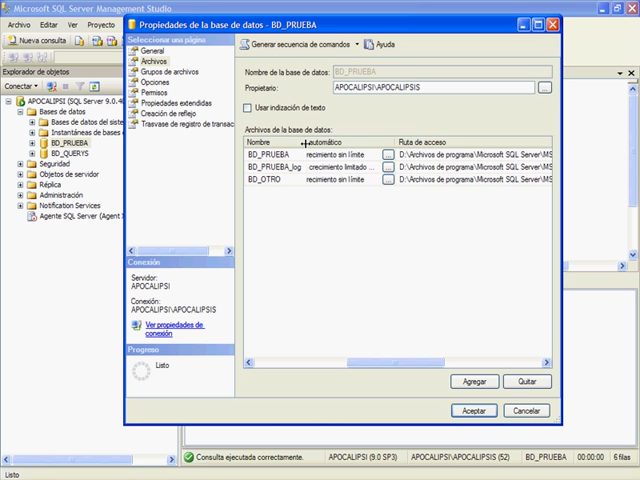 Microsoft SQL Server Management Studio
Archivo Editar Ver Proyecto
Nueva consulta
Explorador de objetos
Conectar
APOCALIPSI (SQL Server 9.0.40
Bases de datos
Bases de datos del siste
Instantáneas de bases
BD_PRUEBA
BD_QUERYS
Seguridad
Objetos de servidor
Réplica
Administración
Notification Services
Agente SQL Server (Agent
Propiedades de la base de datos - BD_PRUEBA
Seleccionar una página
General
Archivos
Grupos de archivos
Opciones
Permisos
Propiedades extendidas
Creación de reflejo
Trasvase de registro de transac
Conexión
Servidor:
APOCALIPSI
Conexión:
APOCALIPSI\APOCALIPSIS
Ver propiedades de
conexión
Progreso
Listo
Generar secuencia de comandos Ayuda
Nombre de la base de datos: BD_PRUEBA
Propietario: APOCALIPSI\APOCALIPSIS ...
Usar indización de texto
Archivos de la base de datos:
Nombre automático Ruta de acceso
BD_PRUEBA recimiento sin límite ... D:\Archivos de programa\Microsoft SQL Server\MS
BD_PRUEBA_log crecimiento limitado ... ... D:\Archivos de programa\Microsoft SQL Server\MS
BD_OTRO recimiento sin límite ... D:\Archivos de programa\Microsoft SQL Server\MS
Agregar Quitar
Aceptar Cancelar
Consulta ejecutada correctamente. APOCALIPSI (9.0 SP3) APOCALIPSI\APOCALIPSIS (52) BD_PRUEBA 00:00:00 6 filas
Listo